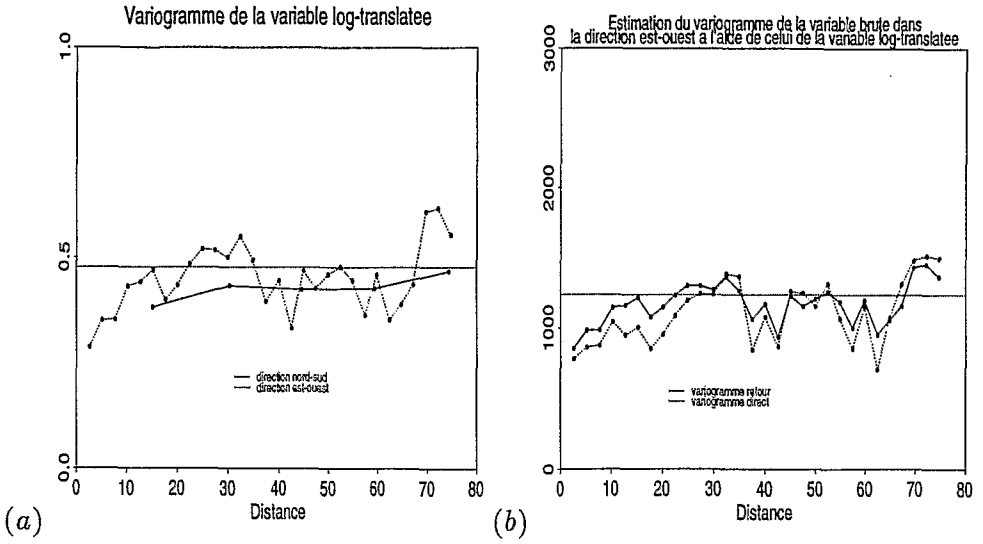 Variogramme de la variable log-translatee
1.0
0.5
0.0
direction nord-sud
direction est-ouest
0 10 20 30 40 50 60 70 80
Distance
(a)
Estimation du variogramme de la variable brute dans
la direction est-ouest a l'aide de celui de la variable log-translatee
3000
2000
1000
0
variogramme retour
variogramme direct
0 10 20 30 40 50 60 70 80
Distance
(b)